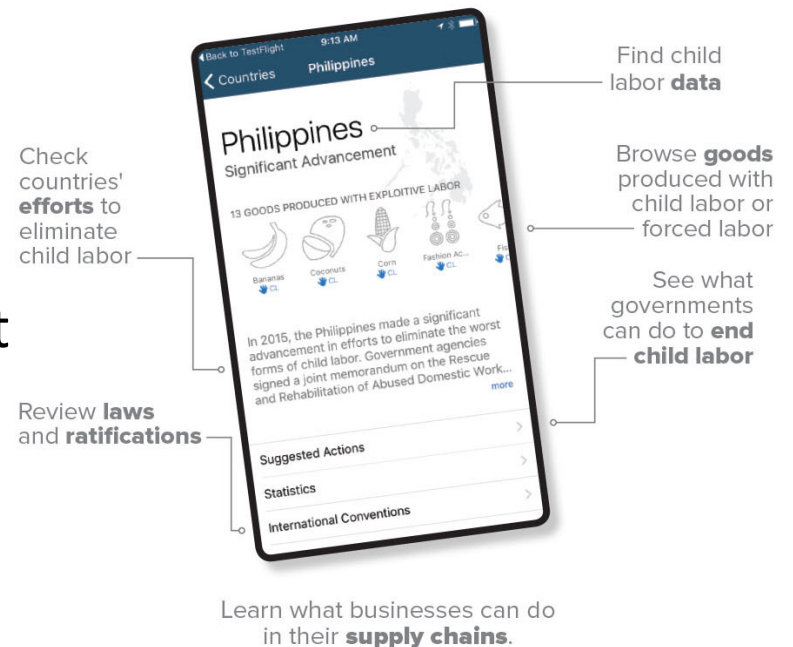 Back to TestFlight
9:13 AM
Countries
Philippines
Philippines
Significant Advancement
13 GOODS PRODUCED WITH EXPLOITIVE LABOR
Bananas
CL
Coconuts
CL
Corn
CL
Fashion Ac...
CL
Fis
C
In 2015, the Philippines made a significant
advancement in efforts to eliminate the worst
forms of child labor. Government agencies
signed a joint memorandum on the Rescue
and Rehabilitation of Abused Domestic Work...
more
Suggested Actions
Statistics
International Conventions
Check
countries'
efforts to
eliminate
child labor
t
Review laws
and ratifications
Find child
labor data
Browse goods
produced with
child labor or
forced labor
See what
governments
can do to end
child labor
Learn what businesses can do
in their supply chains.